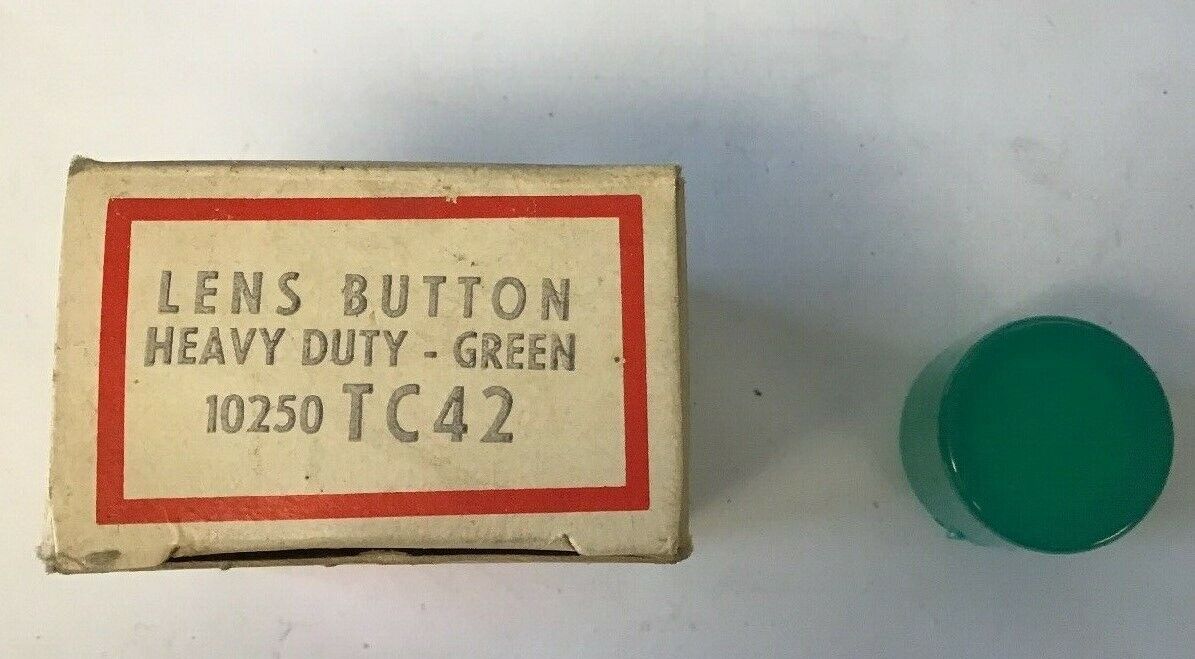 LENS BUTTON
HEAVY DUTY - GREEN
10250 TC42